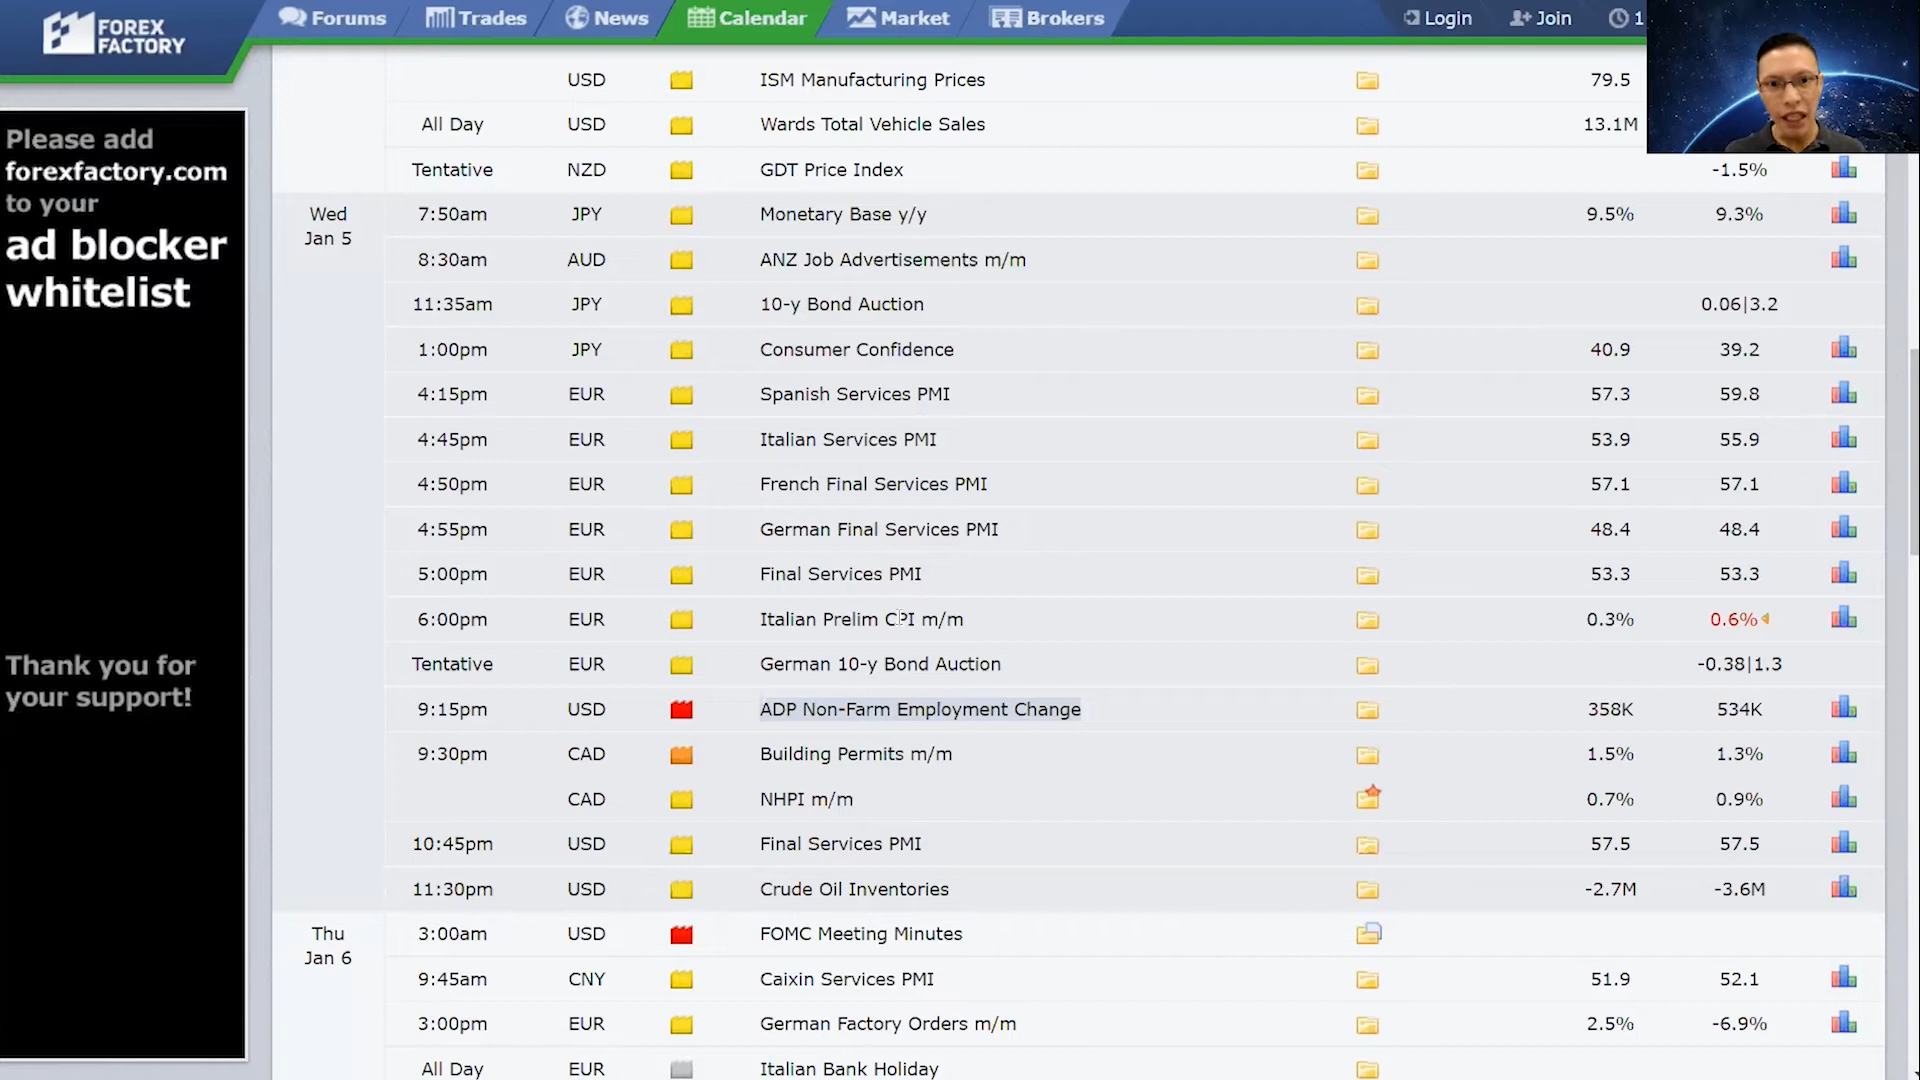 FOREX FACTORY
Forums Trades News Calendar Market Brokers Login Join 1
Please add
forexfactory.com
to your
ad blocker
whitelist
Thank you for
your support!
USD ISM Manufacturing Prices 79.5
All Day USD Wards Total Vehicle Sales 13.1M
Tentative NZD GDT Price Index -1.5%
Wed Jan 5 7:50am JPY Monetary Base y/y 9.5% 9.3%
8:30am AUD ANZ Job Advertisements m/m
11:35am JPY 10-y Bond Auction 0.06|3.2
1:00pm JPY Consumer Confidence 40.9 39.2
4:15pm EUR Spanish Services PMI 57.3 59.8
4:45pm EUR Italian Services PMI 53.9 55.9
4:50pm EUR French Final Services PMI 57.1 57.1
4:55pm EUR German Final Services PMI 48.4 48.4
5:00pm EUR Final Services PMI 53.3 53.3
6:00pm EUR Italian Prelim CPI m/m 0.3% 0.6%
Tentative EUR German 10-y Bond Auction -0.38|1.3
9:15pm USD ADP Non-Farm Employment Change 358K 534K
9:30pm CAD Building Permits m/m 1.5% 1.3%
CAD NHPI m/m 0.7% 0.9%
10:45pm USD Final Services PMI 57.5 57.5
11:30pm USD Crude Oil Inventories -2.7M -3.6M
Thu Jan 6 3:00am USD FOMC Meeting Minutes
9:45am CNY Caixin Services PMI 51.9 52.1
3:00pm EUR German Factory Orders m/m 2.5% -6.9%
All Day EUR Italian Bank Holiday